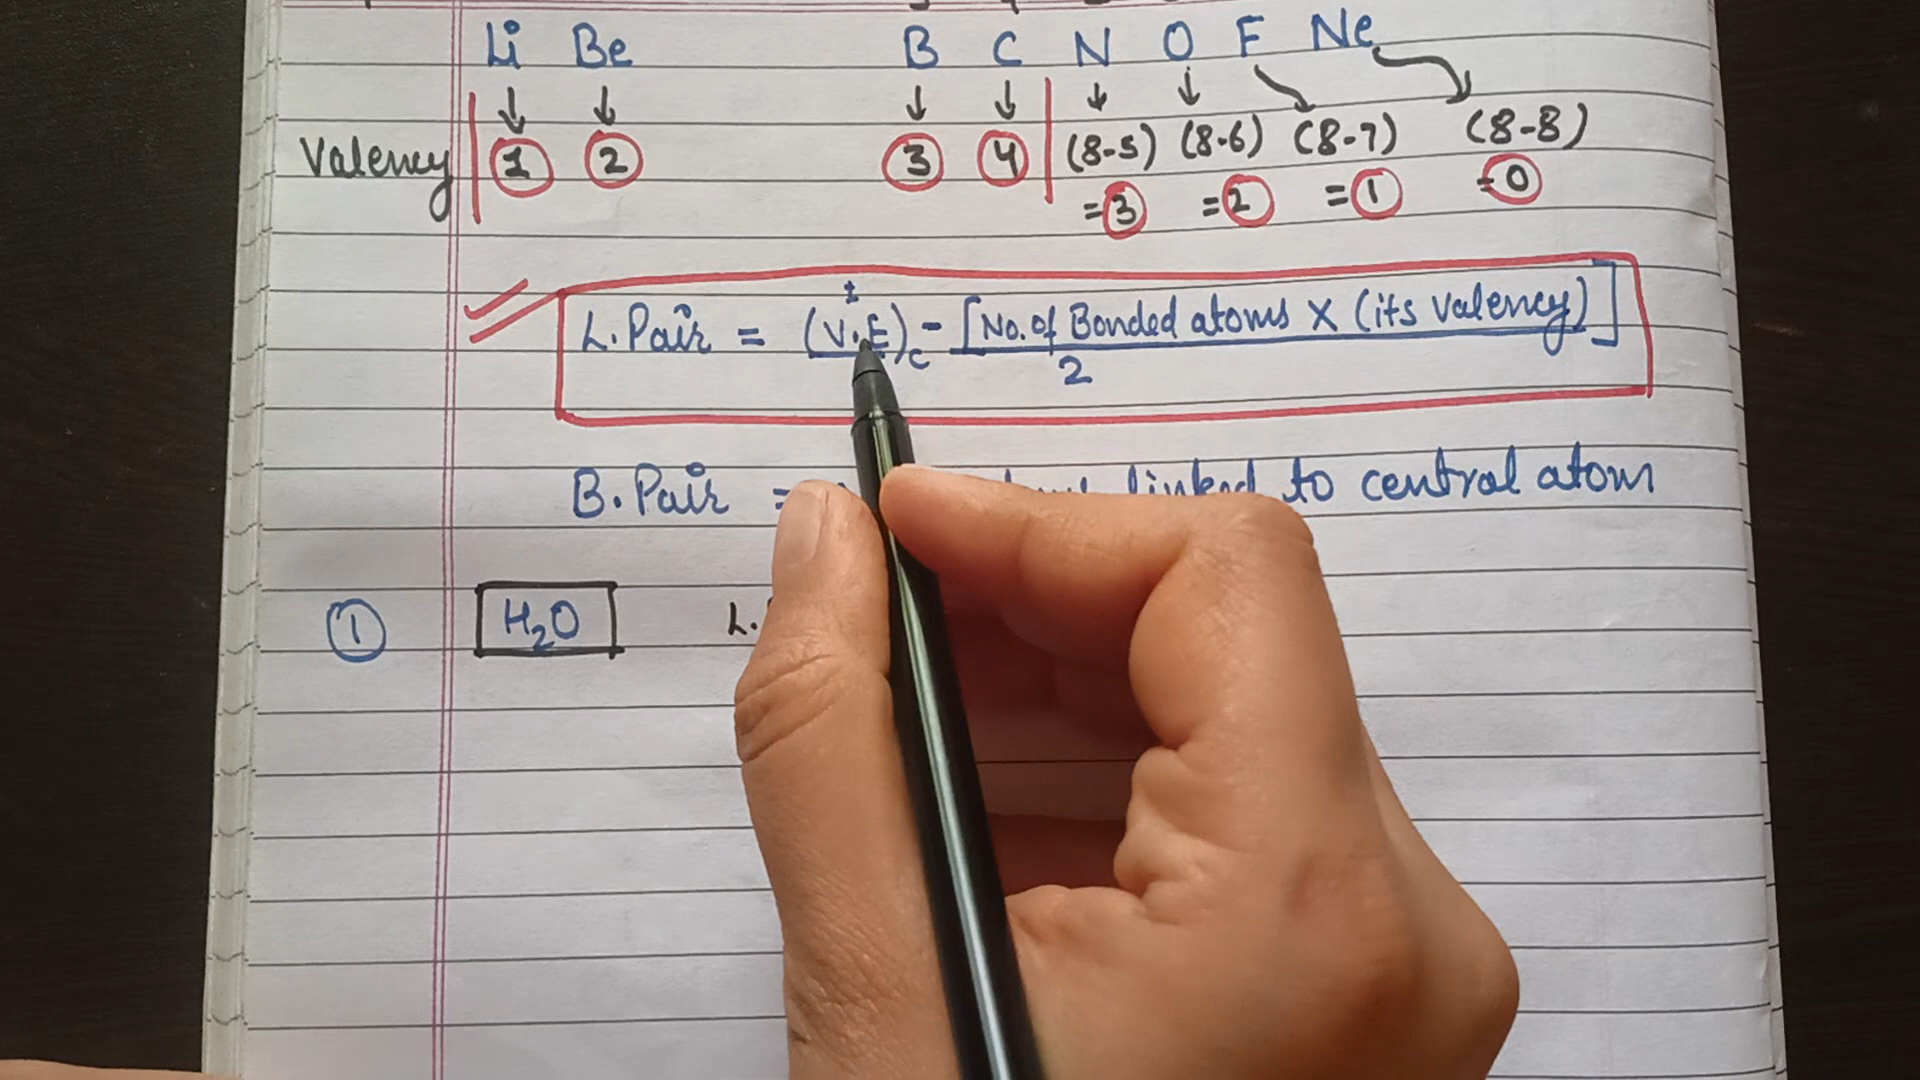 Li Be B C N O F Ne
Valency 1 2 3 4 (8-5) (8-6) (8-7) (8-8)
=3 =2 =1 =0
L.Pair = (V.E)c ± - [No. of Bonded atoms X (its valency)]
2
B.Pair = linked to central atom
1 H2O L.